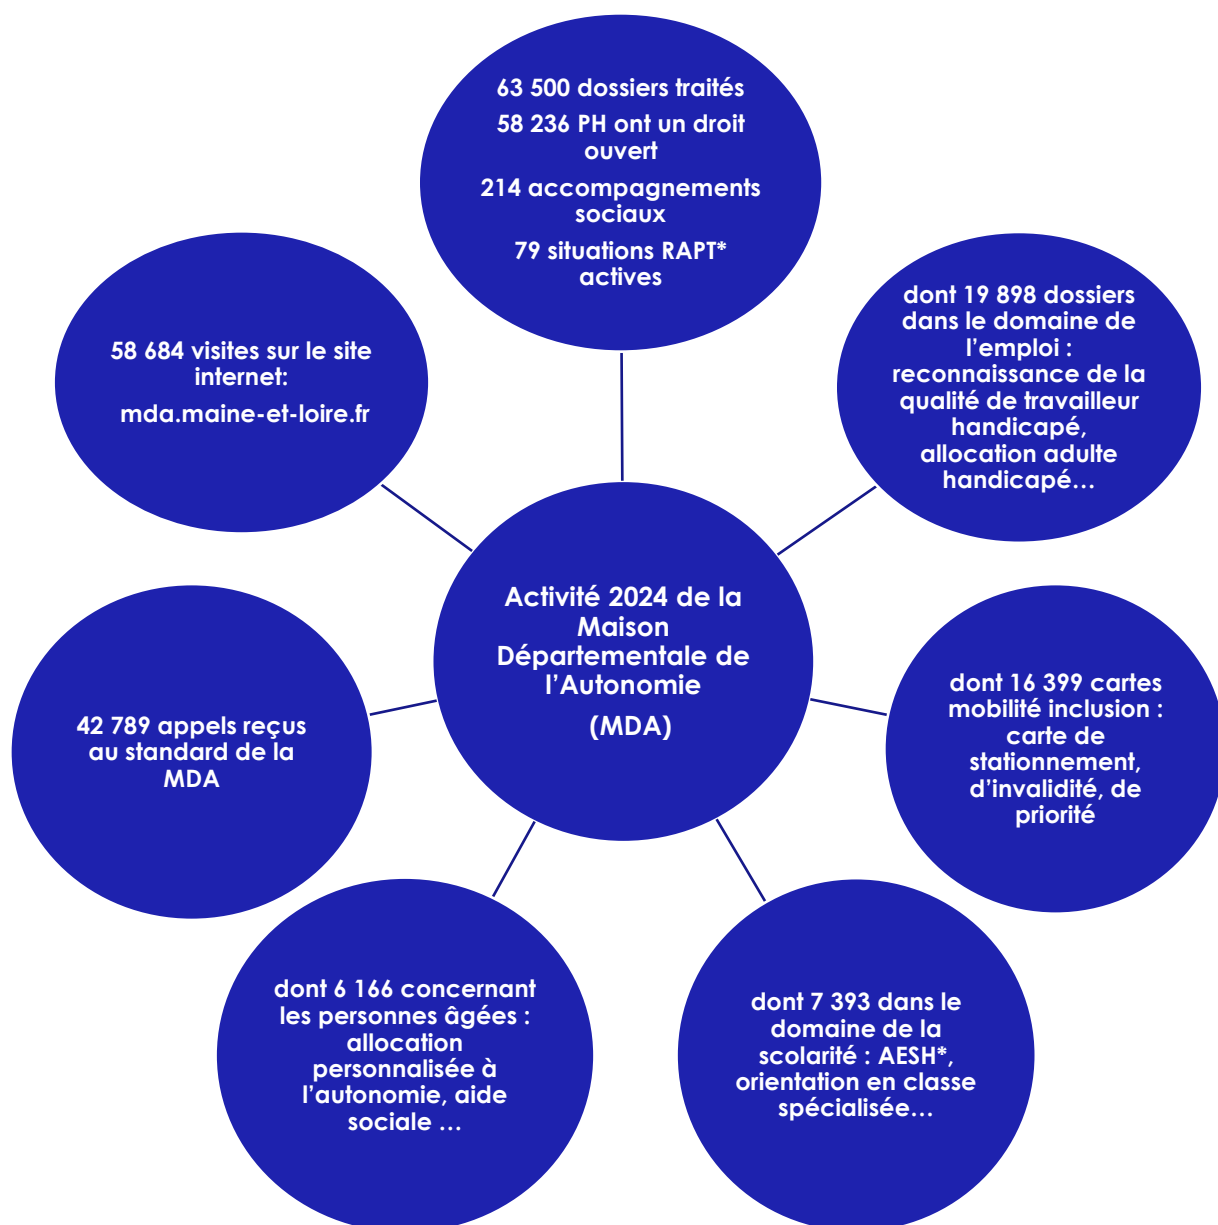 63 500 dossiers traités
58 236 PH ont un droit
ouvert
214 accompagnements
sociaux
79 situations RAPT*
actives
dont 19 898 dossiers
dans le domaine de
l’emploi :
reconnaissance de la
qualité de travailleur
handicapé,
allocation adulte
handicapé…
dont 16 399 cartes
mobilité inclusion :
carte de
stationnement,
d’invalidité, de
priorité
dont 7 393 dans le
domaine de la
scolarité : AESH*,
orientation en classe
spécialisée…
dont 6 166 concernant
les personnes âgées :
allocation
personnalisée à
l’autonomie, aide
sociale …
42 789 appels reçus
au standard de la
MDA
58 684 visites sur le site
internet:
mda.maine-et-loire.fr
Activité 2024 de la
Maison
Départementale de
l’Autonomie
(MDA)